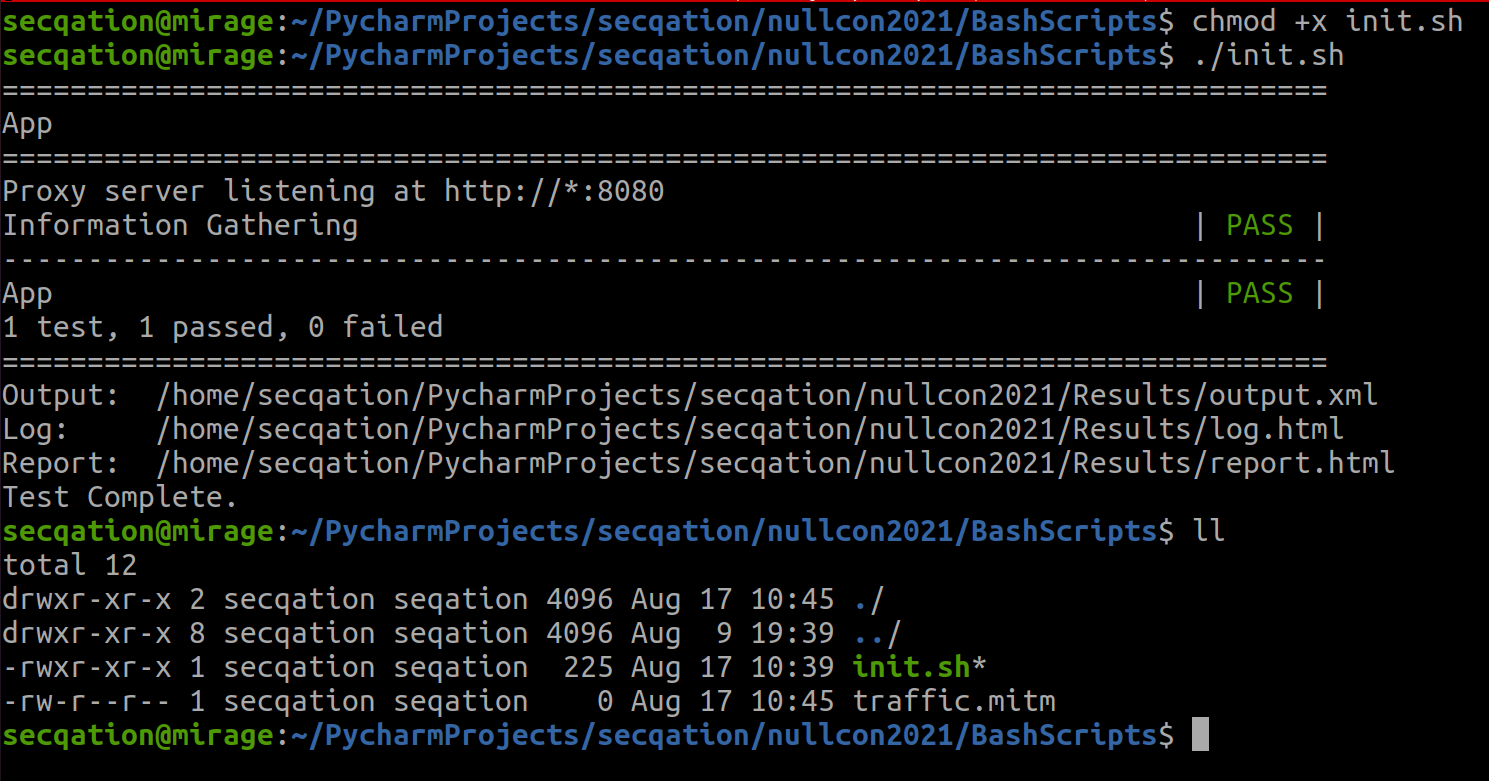 secqation@mirage:~/PycharmProjects/secqation/nullcon2021/BashScripts$ chmod +x init.sh
secqation@mirage:~/PycharmProjects/secqation/nullcon2021/BashScripts$ ./init.sh
==============================================================================
App
==============================================================================
Proxy server listening at http://*:8080
Information Gathering                                                 | PASS |
------------------------------------------------------------------------------
App                                                                   | PASS |
1 test, 1 passed, 0 failed
==============================================================================
Output:  /home/secqation/PycharmProjects/secqation/nullcon2021/Results/output.xml
Log:     /home/secqation/PycharmProjects/secqation/nullcon2021/Results/log.html
Report:  /home/secqation/PycharmProjects/secqation/nullcon2021/Results/report.html
Test Complete.
secqation@mirage:~/PycharmProjects/secqation/nullcon2021/BashScripts$ ll
total 12
drwxr-xr-x 2 secqation seqation 4096 Aug 17 10:45 ./
drwxr-xr-x 8 secqation seqation 4096 Aug  9 19:39 ../
-rwxr-xr-x 1 secqation seqation  225 Aug 17 10:39 init.sh*
-rw-r--r-- 1 secqation seqation    0 Aug 17 10:45 traffic.mitm
secqation@mirage:~/PycharmProjects/secqation/nullcon2021/BashScripts$